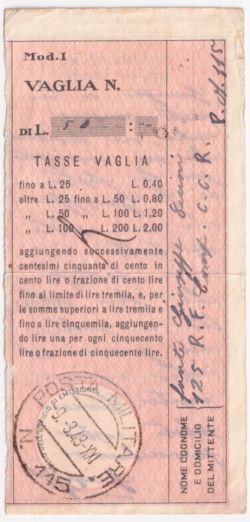 Mod. I
VAGLIA N.
DI L. 50
TASSE VAGLIA
fino a L. 25 L. 0,40
oltre L. 25 fino a L. 50 L. 0,80
„ L. 50 „ L. 100 L. 1,20
„ L. 100 L. 200 L. 2,00
aggiungendo successivamente
centesimi cinquanta di cento in
cento lire o frazione di cento lire
fino al limite di lire tremila, e, per
le somme superiori a lire tremila
fino a lire cinquemila, aggiungen-
do lire una per ogni cinquecento
lire o frazione di cinquecento lire.
N. POSTA MILITARE
115
NOME COGNOME
E DOMICILIO
DEL MITTENTE
Giuseppe
125 R. F. C. C. R.
115